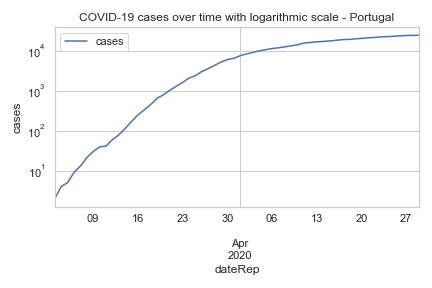 COVID-19 cases over time with logarithmic scale - Portugal
cases
10⁴
10³
10²
10¹
cases
09 16 23 30 06 13 20 27
Apr
2020
dateRep